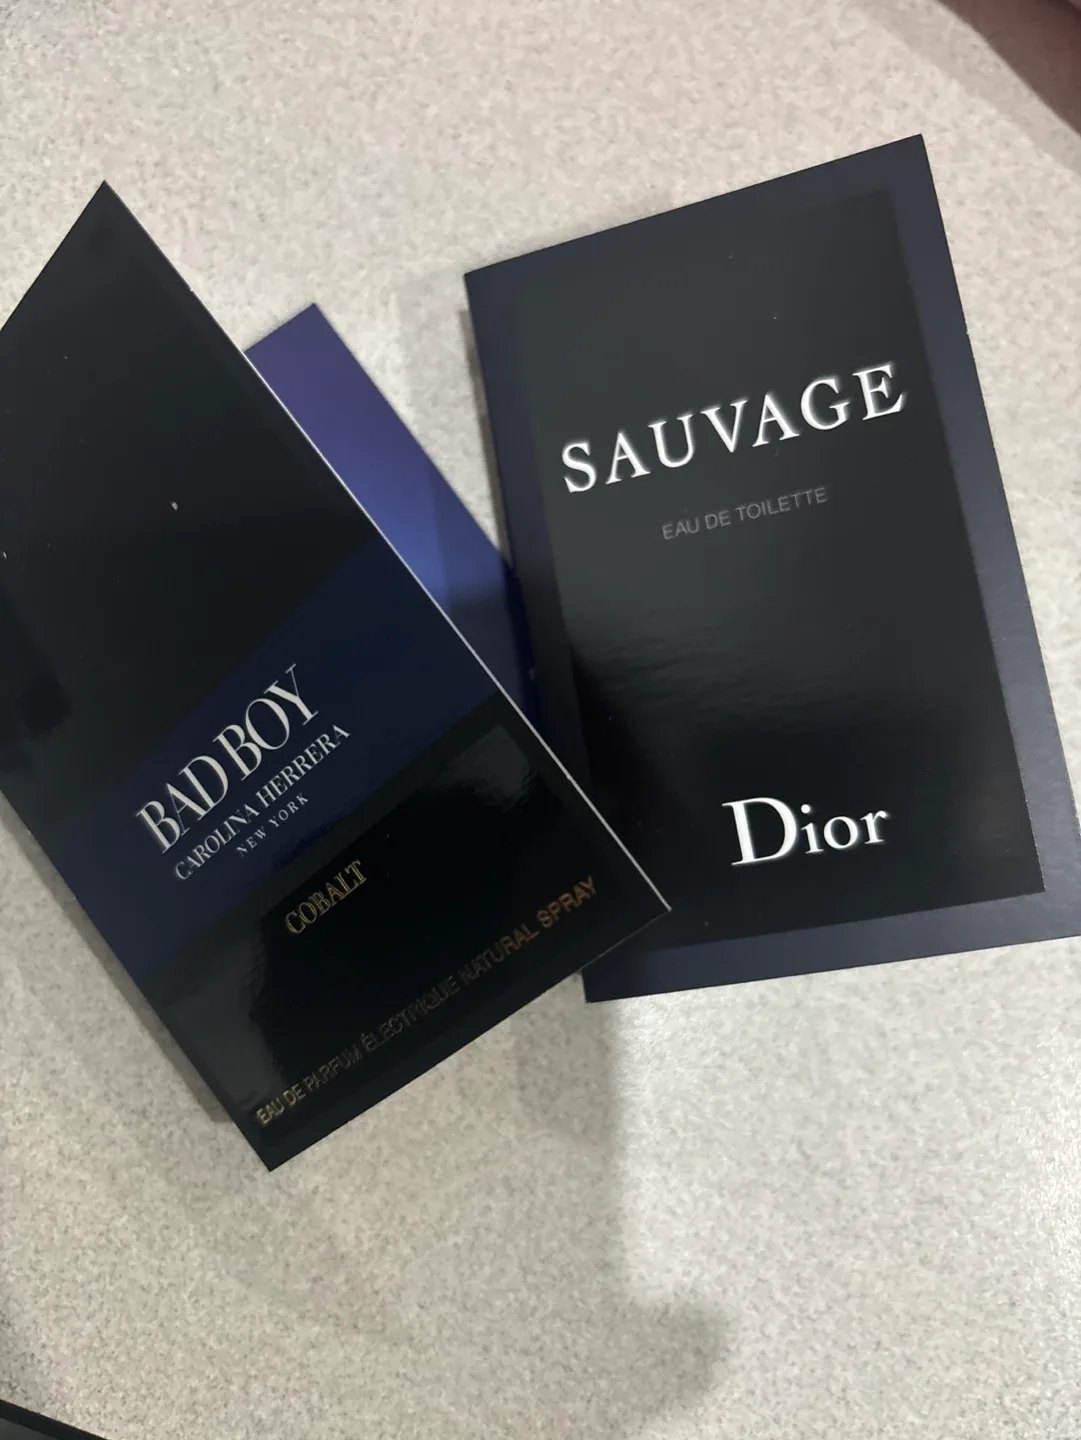 BAD BOY
CAROLINA HERRERA
NEW YORK
COBALT
EAU DE PARFUM ÉLECTRIQUE NATURAL SPRAY
SAUVAGE
EAU DE TOILETTE
Dior